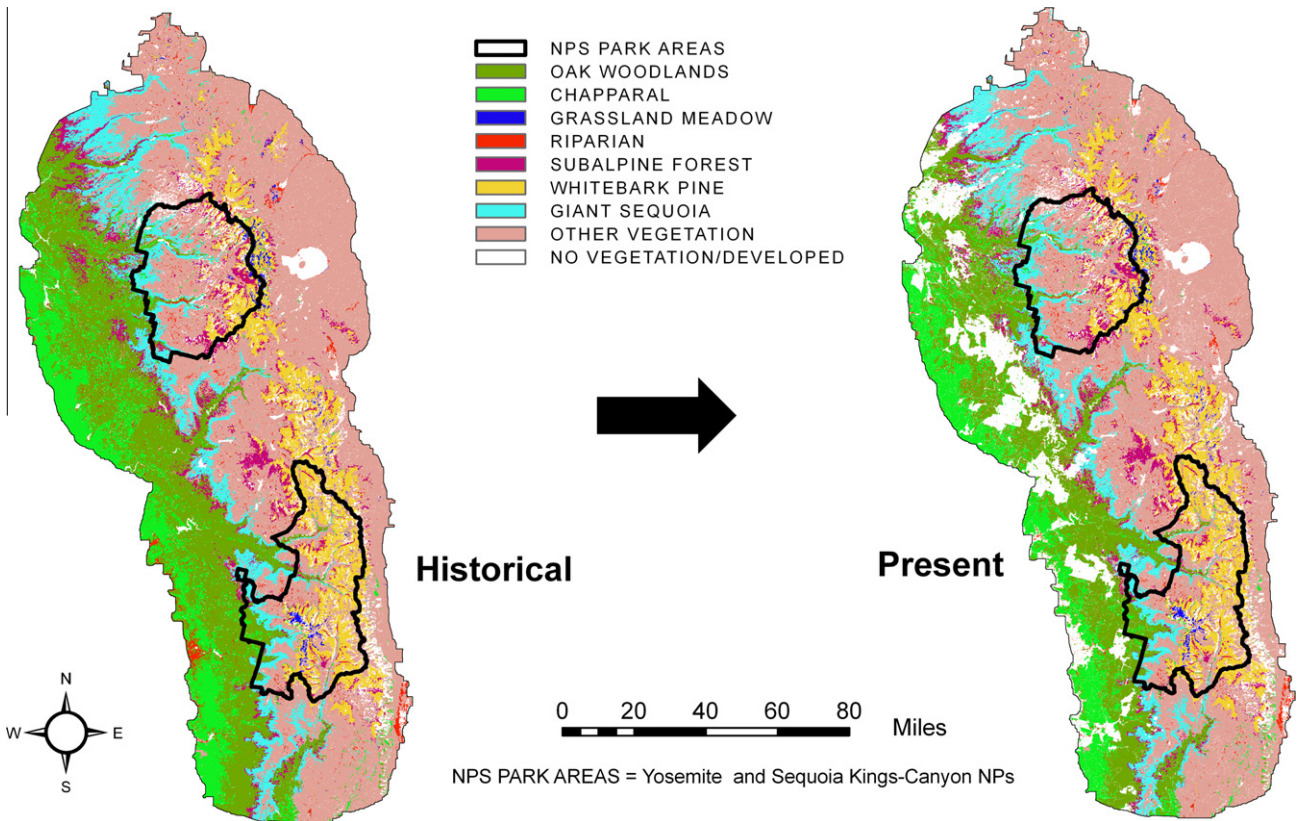 NPS PARK AREAS
OAK WOODLANDS
CHAPPARAL
GRASSLAND MEADOW
RIPARIAN
SUBALPINE FOREST
WHITEBARK PINE
GIANT SEQUOIA
OTHER VEGETATION
NO VEGETATION/DEVELOPED
Historical
Present
N
W E
S
0 20 40 60 80 Miles
NPS PARK AREAS = Yosemite and Sequoia Kings-Canyon NPs